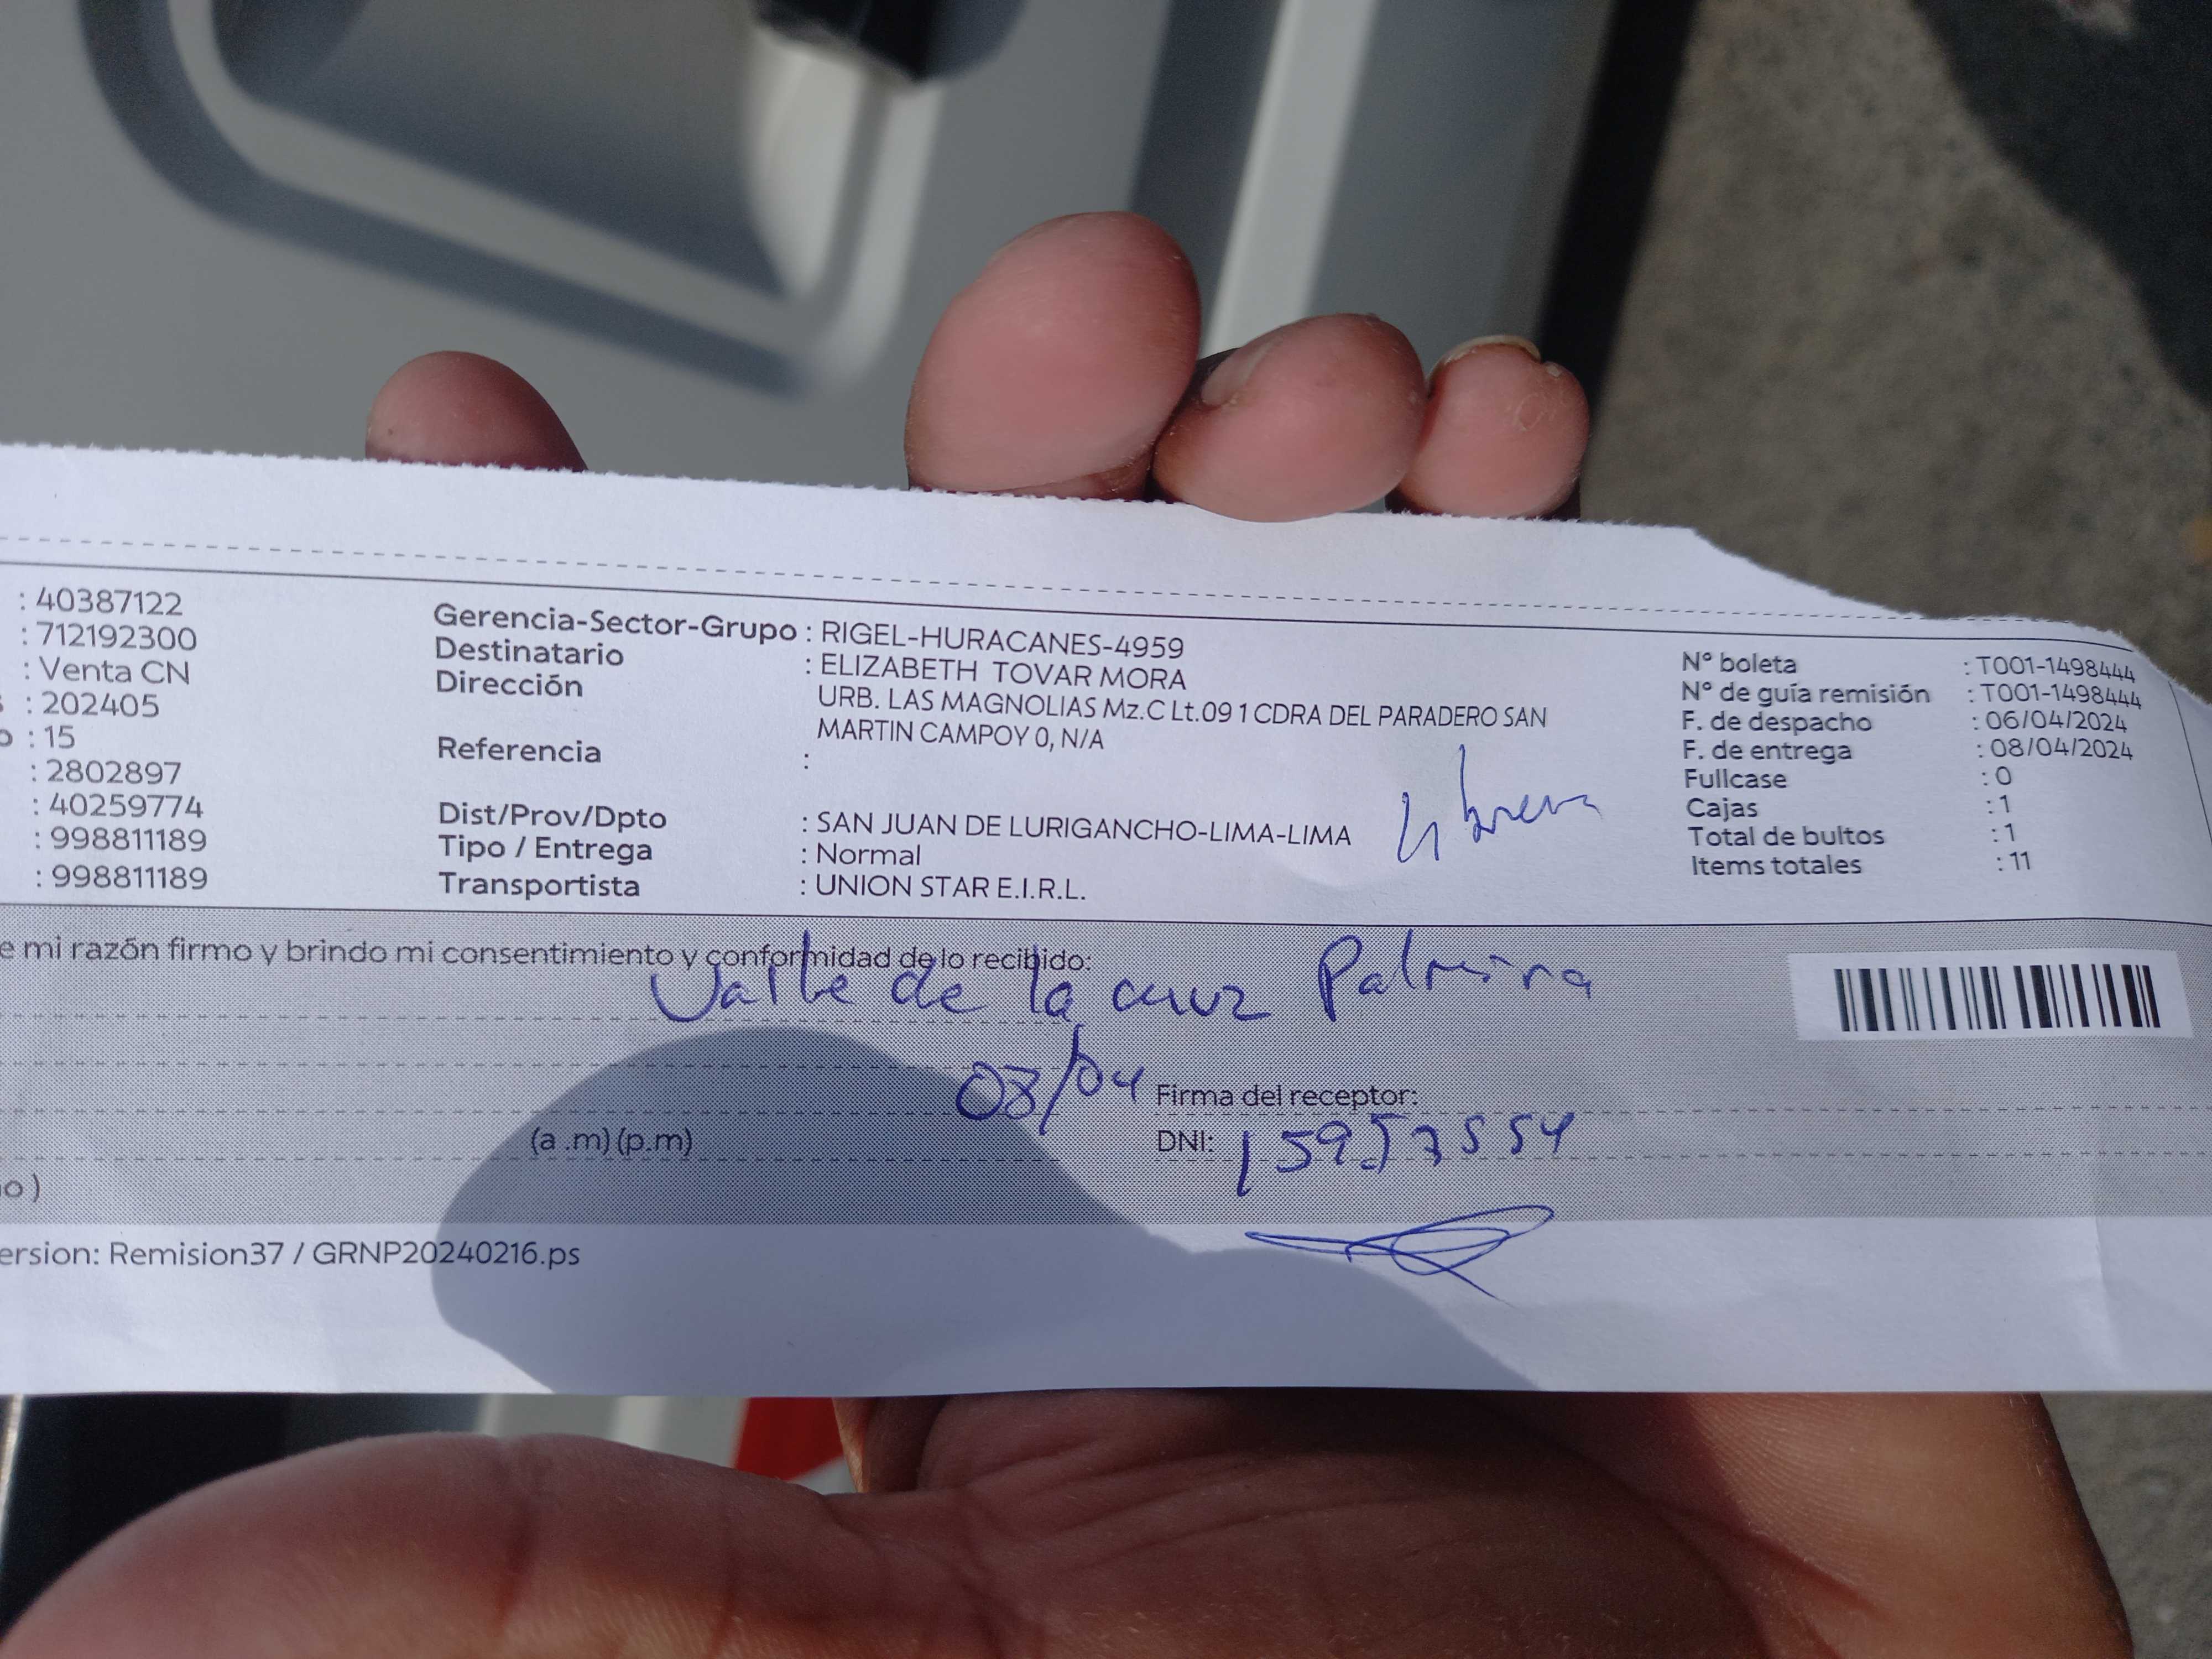 : 40387122
: 712192300
: Venta CN
: 202405
: 15
: 2802897
: 40259774
: 998811189
: 998811189
Gerencia-Sector-Grupo : RIGEL-HURACANES-4959
Destinatario : ELIZABETH TOVAR MORA
Dirección URB. LAS MAGNOLIAS Mz.C Lt.09 1 CDRA DEL PARADERO SAN
MARTIN CAMPOY 0, N/A
Referencia :
Dist/Prov/Dpto : SAN JUAN DE LURIGANCHO-LIMA-LIMA
Tipo / Entrega : Normal
Transportista : UNION STAR E.I.R.L.
N° boleta : T001-1498444
N° de guía remisión : T001-1498444
F. de despacho : 06/04/2024
F. de entrega : 08/04/2024
Fullcase : 0
Cajas : 1
Total de bultos : 1
Items totales : 11
e mi razón firmo y brindo mi consentimiento y conformidad de lo recibido:
Valle de la cruz Palmira
08/04
Firma del receptor:
(a .m) (p.m)
DNI: 15957554
o )
ersion: Remision37 / GRNP20240216.ps